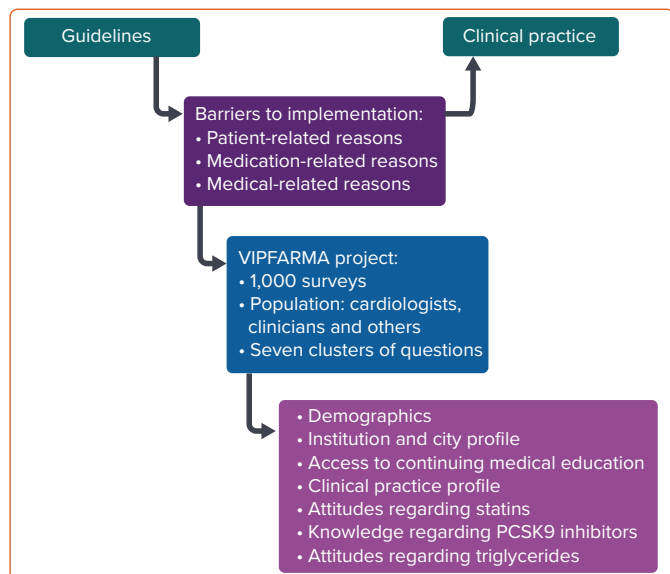 Guidelines
Clinical practice
Barriers to implementation:
• Patient-related reasons
• Medication-related reasons
• Medical-related reasons
VIPFARMA project:
• 1,000 surveys
• Population: cardiologists,
clinicians and others
• Seven clusters of questions
• Demographics
• Institution and city profile
• Access to continuing medical education
• Clinical practice profile
• Attitudes regarding statins
• Knowledge regarding PCSK9 inhibitors
• Attitudes regarding triglycerides